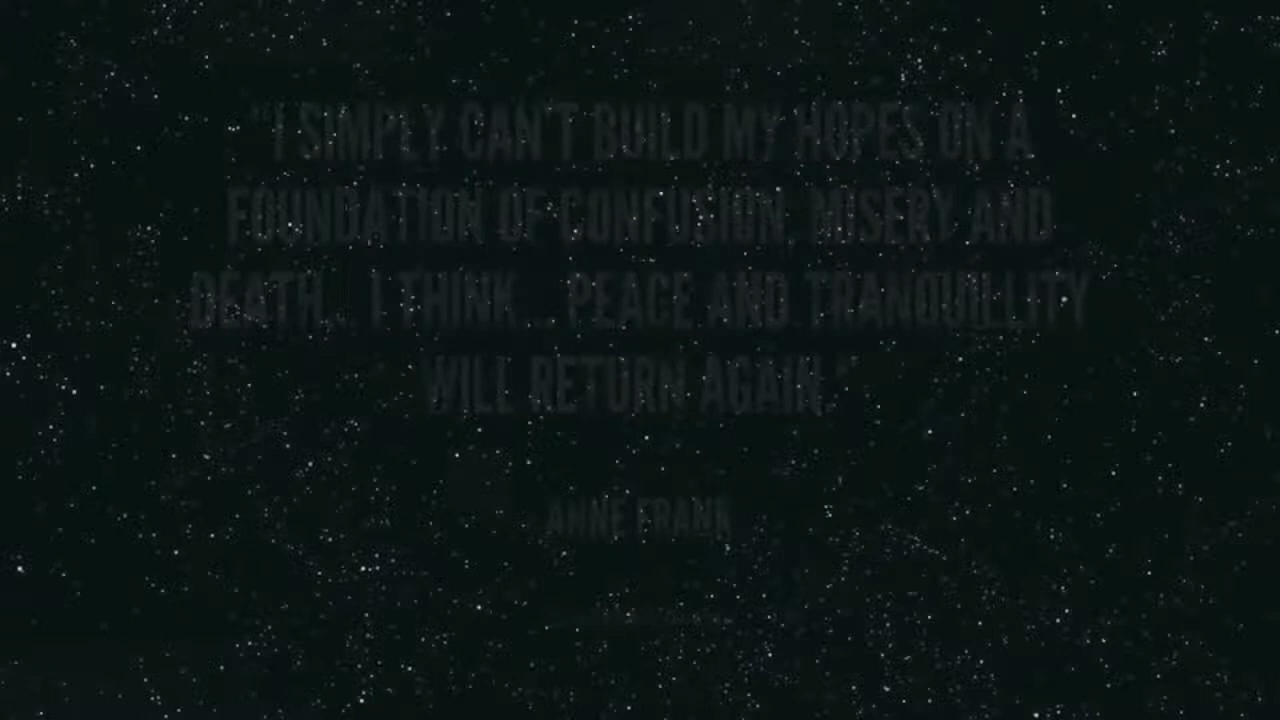 "I SIMPLY CAN'T BUILD MY HOPES ON A
FOUNDATION OF CONFUSION, MISERY AND
DEATH... I THINK... PEACE AND TRANQUILLITY
WILL RETURN AGAIN."
ANNE FRANK